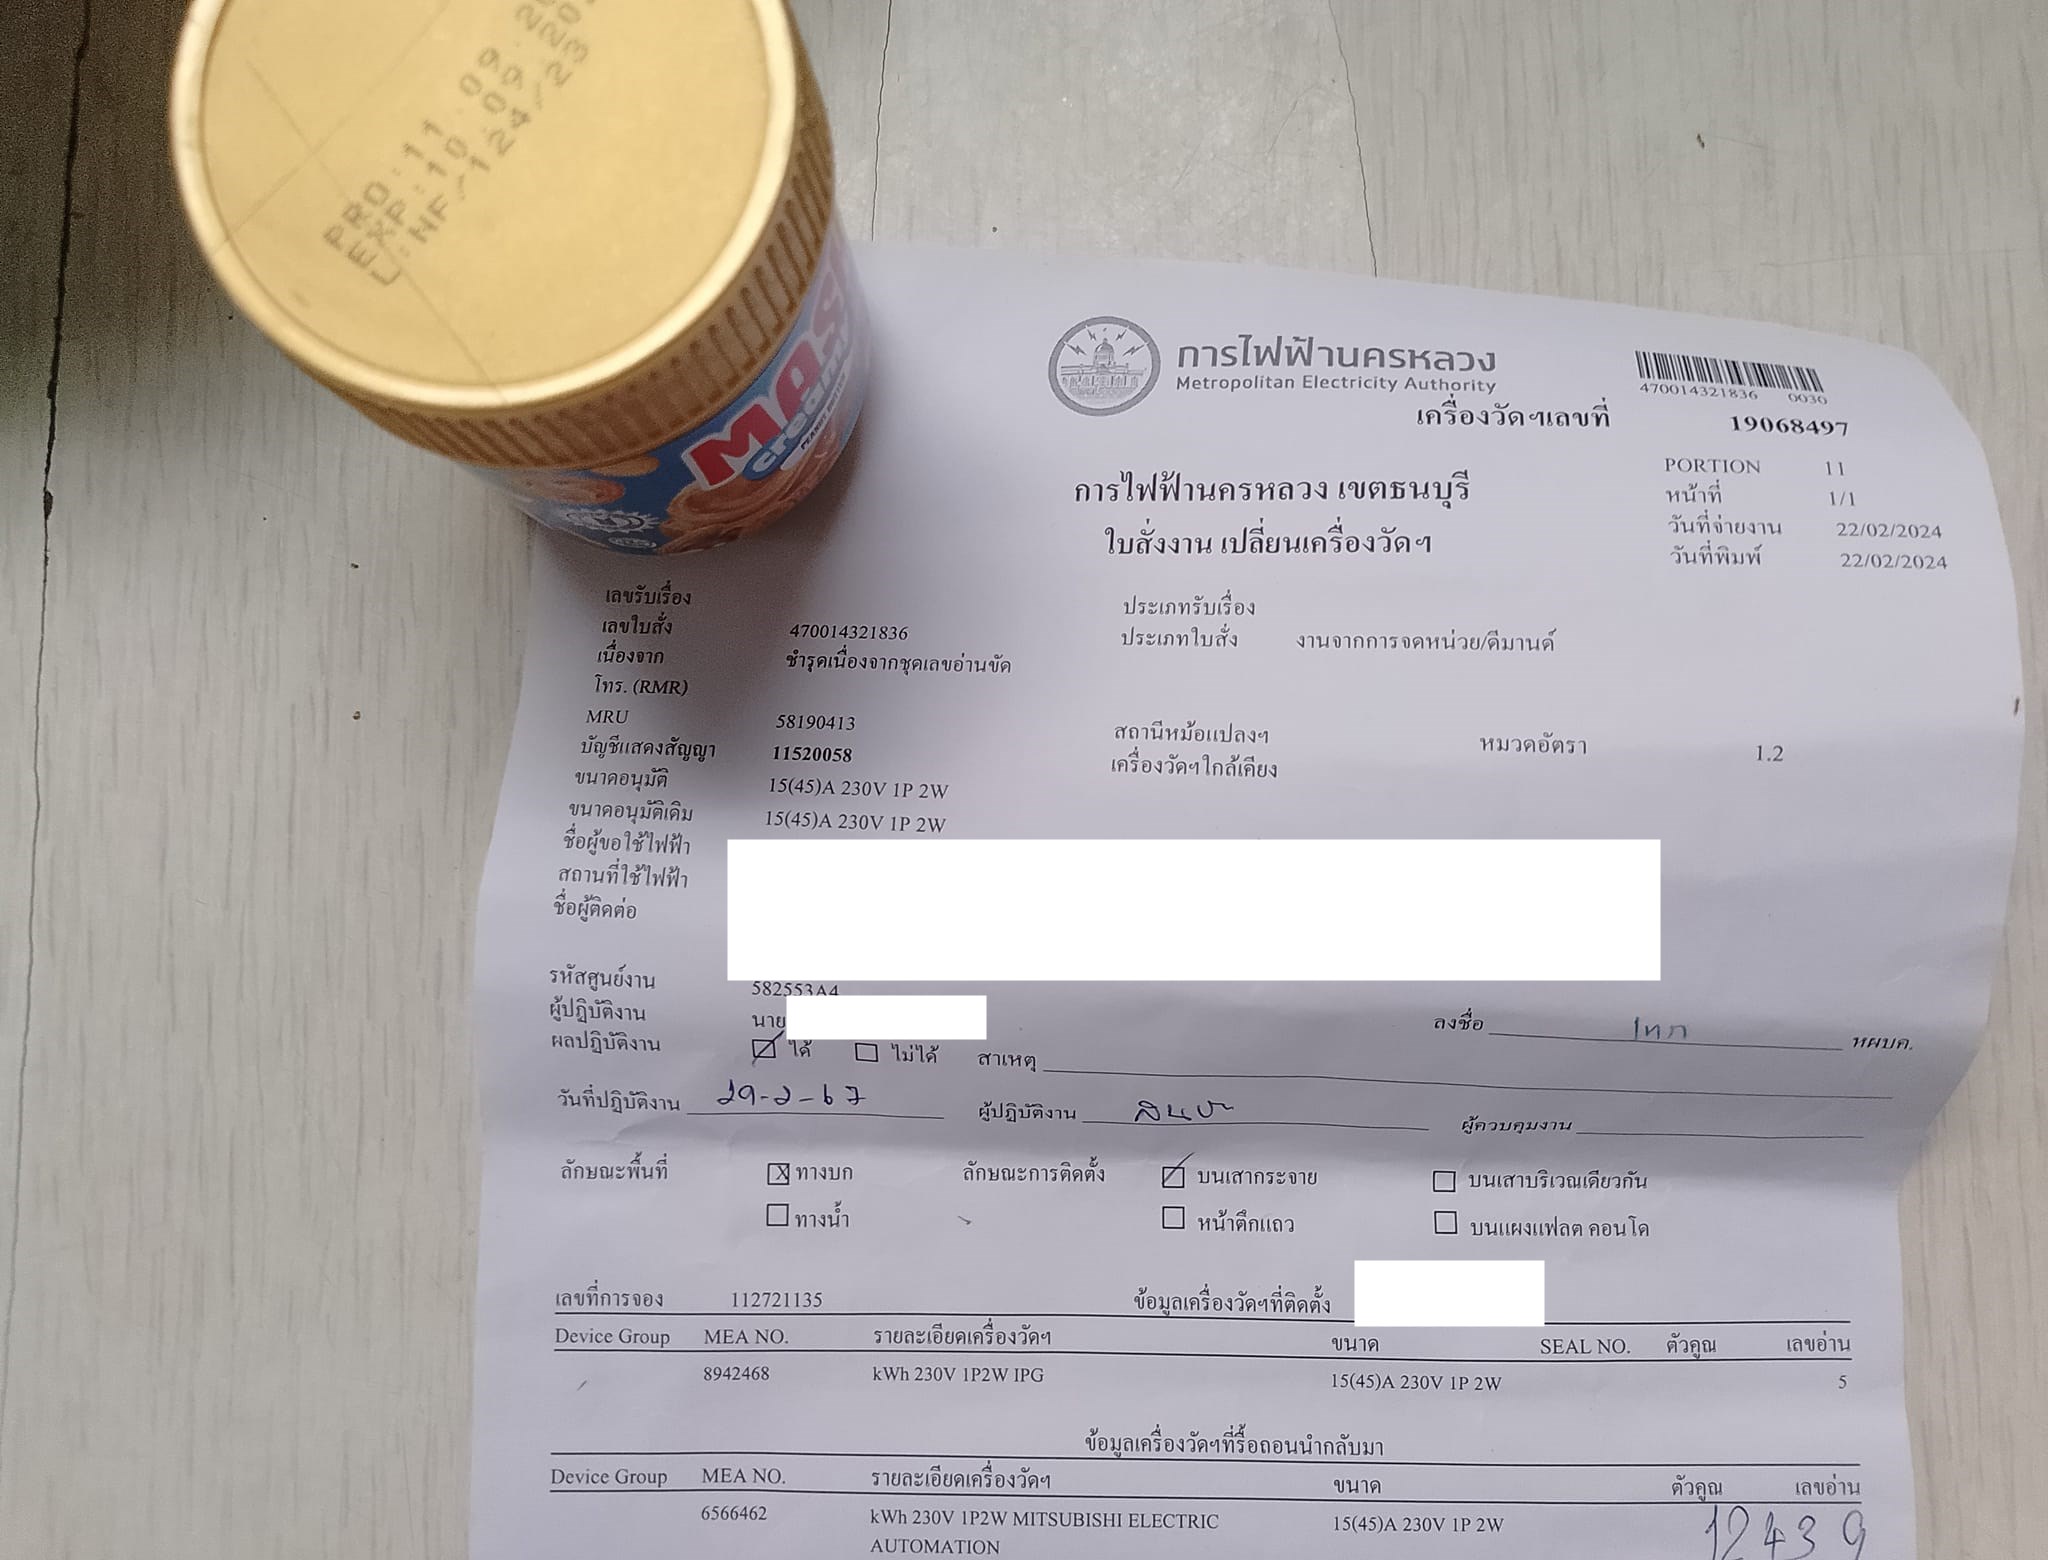 PRO:11.09.2
EXP:10.09.20
L:NF/124/23
MAS
creamy
การไฟฟ้านครหลวง
Metropolitan Electricity Authority
470014321836 0030
เครื่องวัดฯเลขที่ 19068497
การไฟฟ้านครหลวง เขตธนบุรี
ใบสั่งงาน เปลี่ยนเครื่องวัดฯ
PORTION 11
หน้าที่ 1/1
วันที่จ่ายงาน 22/02/2024
วันที่พิมพ์ 22/02/2024
เลขรับเรื่อง ประเภทรับเรื่อง
เลขใบสั่ง 470014321836 ประเภทใบสั่ง งานจากการจดหน่วย/ดีมานด์
เนื่องจาก ชำรุดเนื่องจากชุดเลขอ่านขัด
โทร. (RMR)
MRU 58190413 สถานีหม้อแปลงฯ หมวดอัตรา 1.2
บัญชีแสดงสัญญา 11520058 เครื่องวัดฯใกล้เคียง
ขนาดอนุมัติ 15(45)A 230V 1P 2W
ขนาดอนุมัติเดิม 15(45)A 230V 1P 2W
ชื่อผู้ขอใช้ไฟฟ้า
สถานที่ใช้ไฟฟ้า
ชื่อผู้ติดต่อ
รหัสศูนย์งาน 582553A4
ผู้ปฏิบัติงาน นาย ลงชื่อ หผบค.
ผลปฏิบัติงาน ได้ ไม่ได้ สาเหตุ
วันที่ปฏิบัติงาน 29-2-67 ผู้ปฏิบัติงาน ผู้ควบคุมงาน
ลักษณะพื้นที่ X ทางบก ลักษณะการติดตั้ง บนเสากระจาย บนเสาบริเวณเดียวกัน
ทางน้ำ หน้าตึกแถว บนแผงแฟลต คอนโด
เลขที่การจอง 112721135 ข้อมูลเครื่องวัดฯที่ติดตั้ง
Device Group MEA NO. รายละเอียดเครื่องวัดฯ ขนาด SEAL NO. ตัวคูณ เลขอ่าน
8942468 kWh 230V 1P2W IPG 15(45)A 230V 1P 2W 5
ข้อมูลเครื่องวัดฯที่รื้อถอนนำกลับมา
Device Group MEA NO. รายละเอียดเครื่องวัดฯ ขนาด ตัวคูณ เลขอ่าน
6566462 kWh 230V 1P2W MITSUBISHI ELECTRIC 15(45)A 230V 1P 2W 12439
AUTOMATION